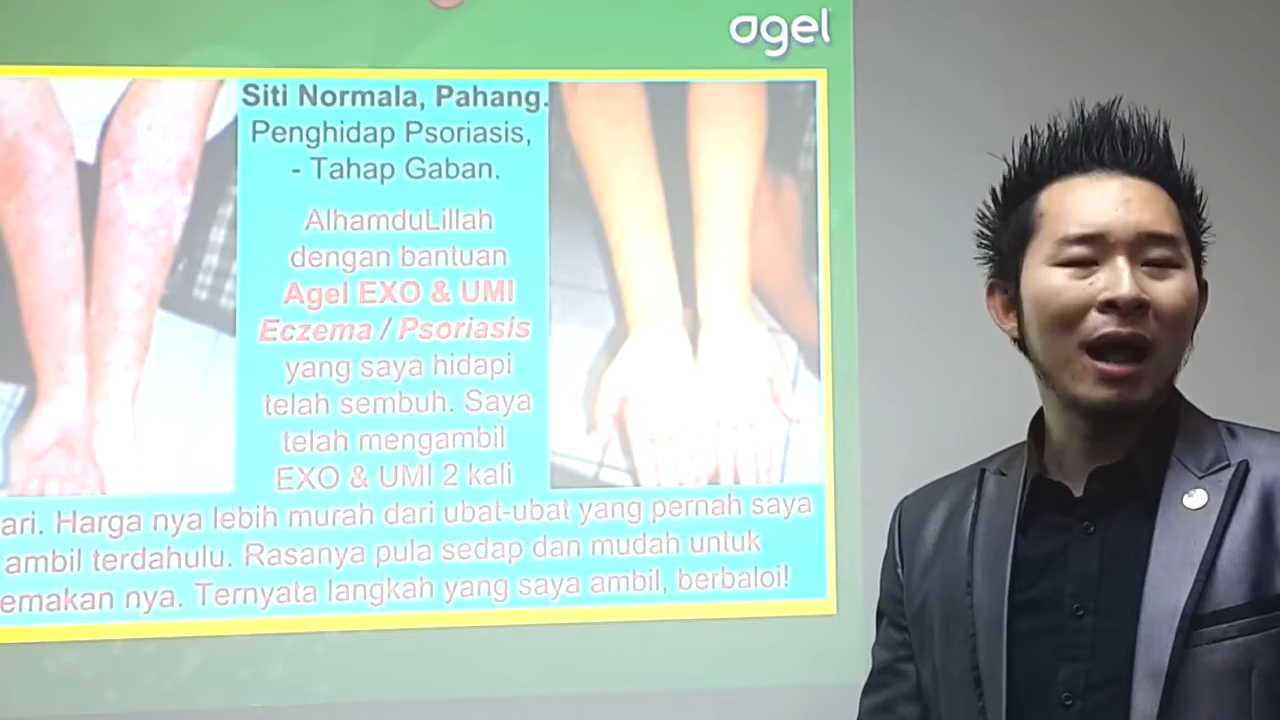 agel
Siti Normala, Pahang.
Penghidap Psoriasis,
- Tahap Gaban.
AlhamduLillah
dengan bantuan
Agel EXO & UMI
Eczema / Psoriasis
yang saya hidapi
telah sembuh. Saya
telah mengambil
EXO & UMI 2 kali
ari. Harga nya lebih murah dari ubat-ubat yang pernah saya
ambil terdahulu. Rasanya pula sedap dan mudah untuk
emakan nya. Ternyata langkah yang saya ambil, berbaloi!